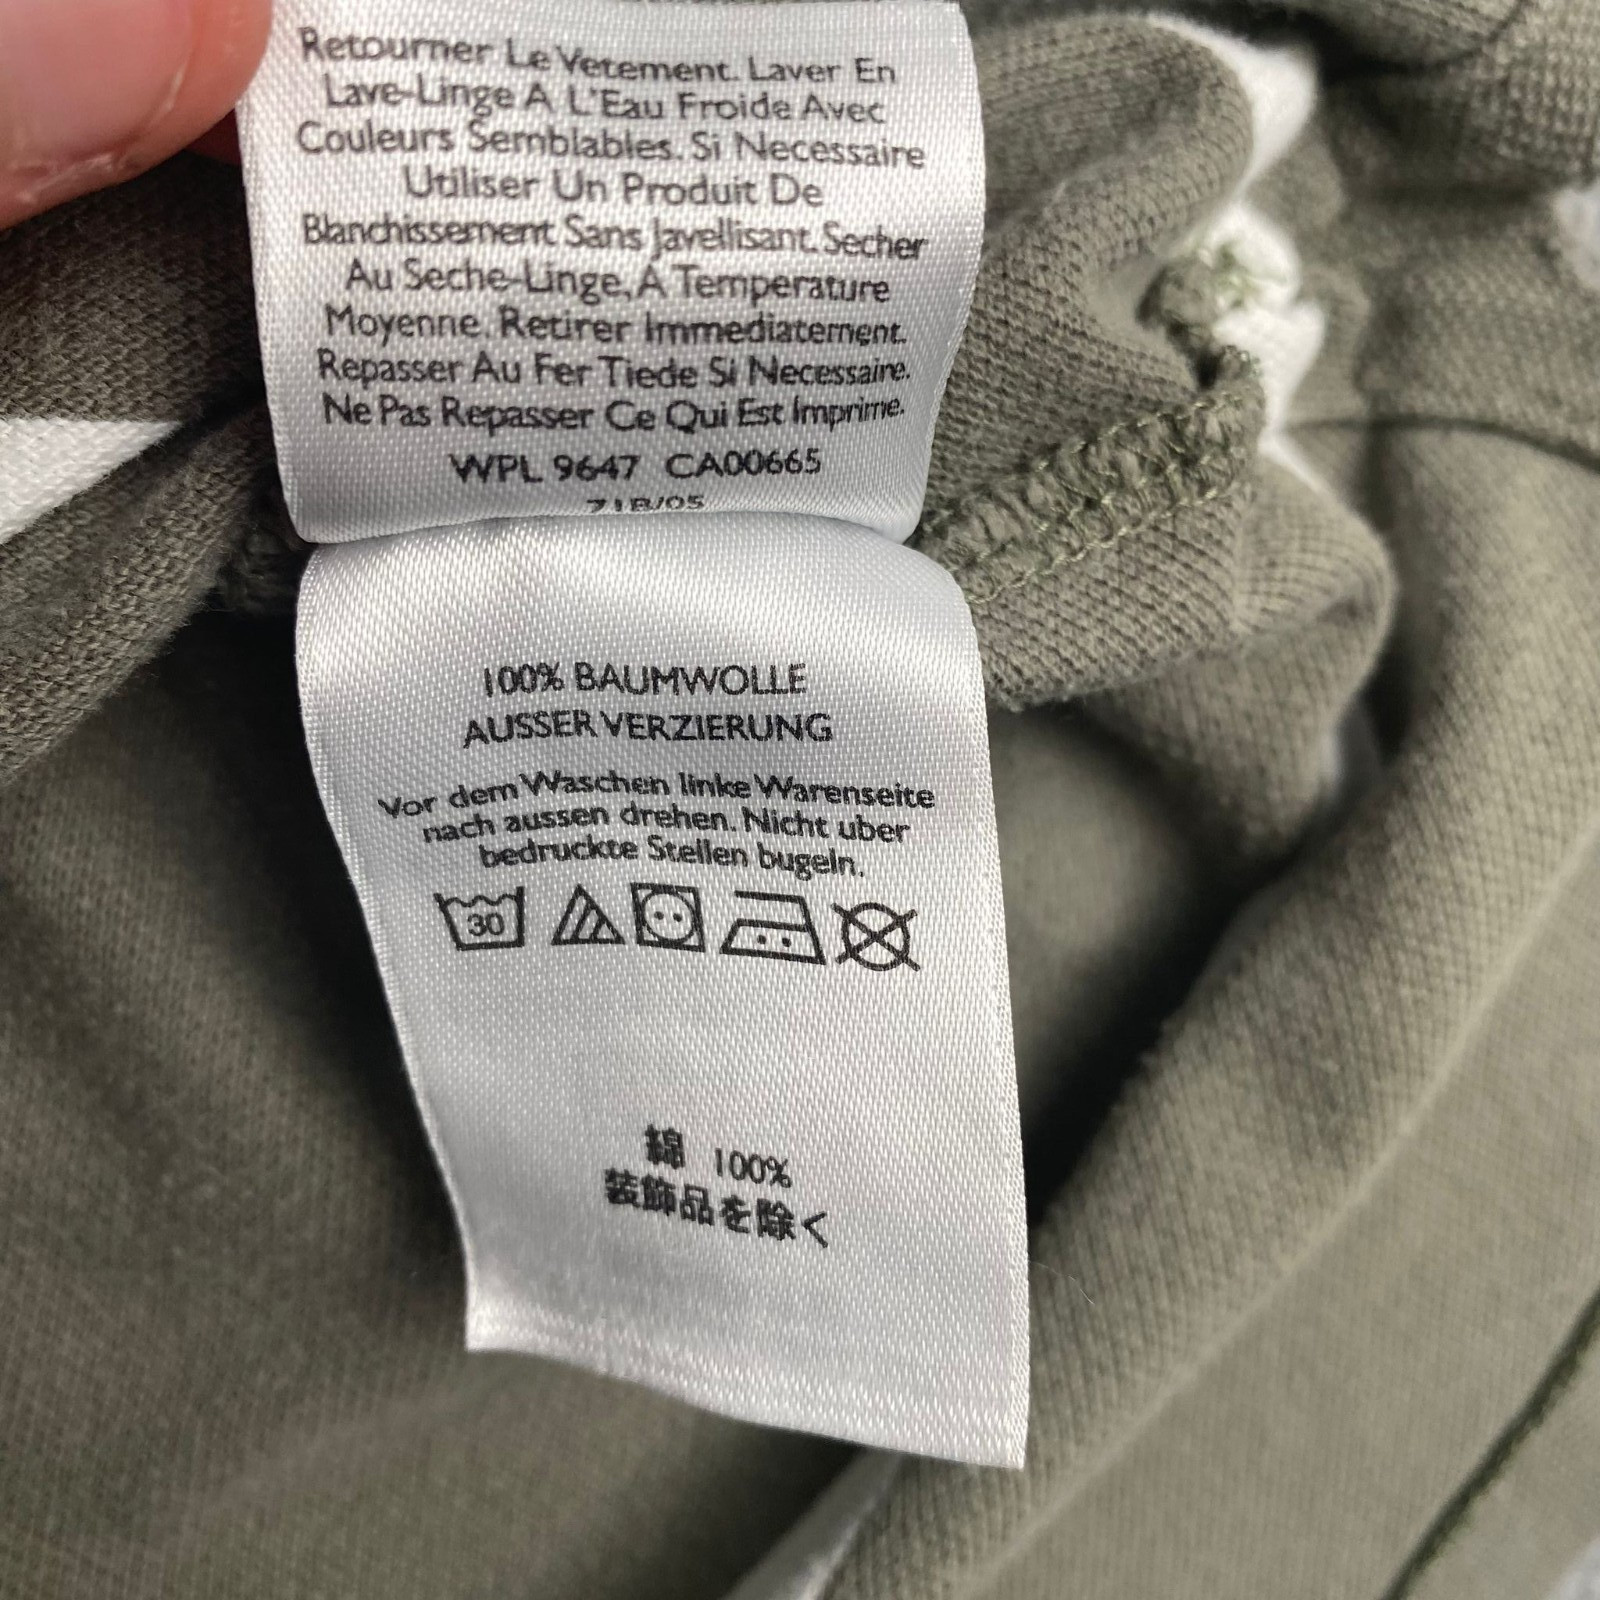 Retourner Le Vetement. Laver En
Lave-Linge A L'Eau Froide Avec
Couleurs Semblables. Si Necessaire
Utiliser Un Produit De
Blanchissement Sans Javellisant. Secher
Au Seche-Linge, A Temperature
Moyenne. Retirer Immediatement.
Repasser Au Fer Tiede Si Necessaire.
Ne Pas Repasser Ce Qui Est Imprime.
WPL 9647 CA00665
100% BAUMWOLLE
AUSSER VERZIERUNG
Vor dem Waschen linke Warenseite
nach aussen drehen. Nicht uber
bedruckte Stellen bugeln.
30
綿 100%
装飾品を除く